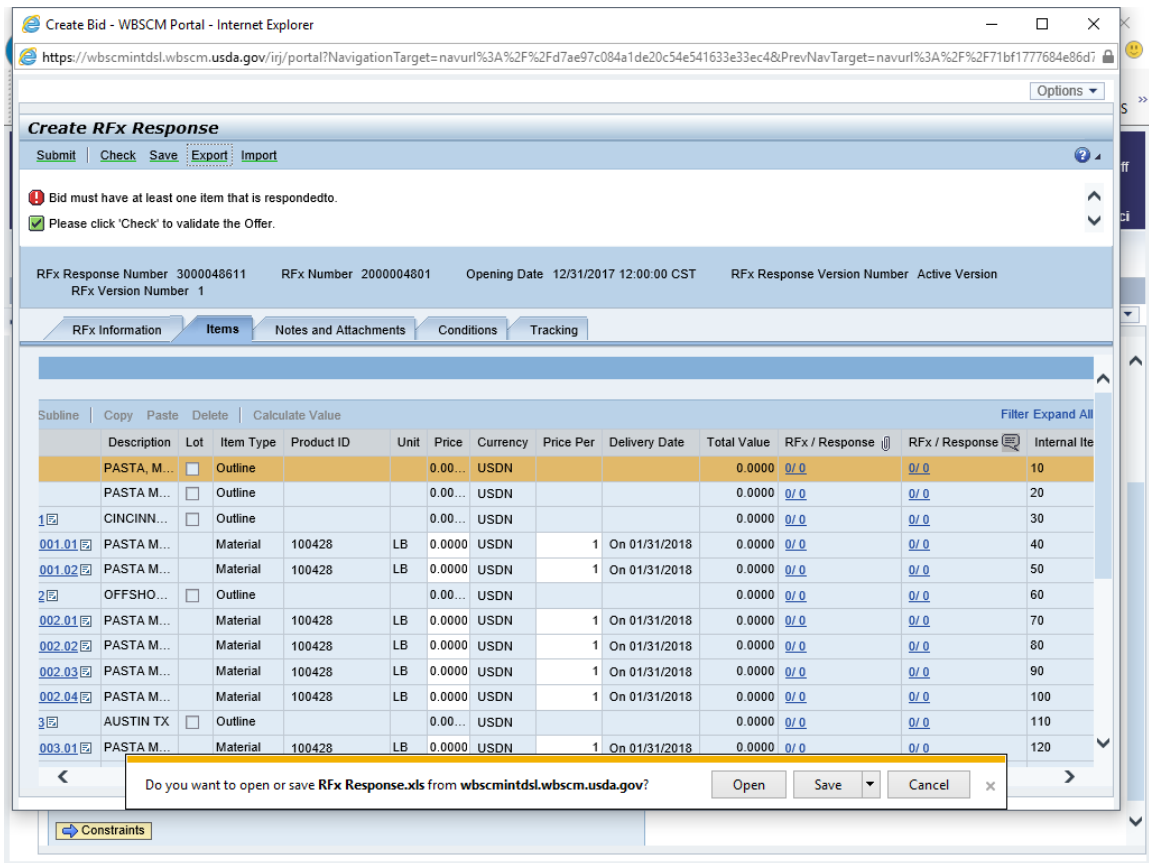 Create Bid - WBSCM Portal - Internet Explorer
https://wbscmintdsl.wbscm.usda.gov/irj/portal?NavigationTarget=navurl%3A%2F%2Fd7ae97c084a1de20c54e541633e33ec4&PrevNavTarget=navurl%3A%2F%2F71bf1777684e86d7
Options
S
Create RFx Response
Submit Check Save Export Import
ff
Bid must have at least one item that is respondedto.
ci
Please click 'Check' to validate the Offer.
RFx Response Number 3000048611 RFx Number 2000004801 Opening Date 12/31/2017 12:00:00 CST RFx Response Version Number Active Version
RFx Version Number 1
RFx Information Items Notes and Attachments Conditions Tracking
Subline Copy Paste Delete Calculate Value Filter Expand All
Description Lot Item Type Product ID Unit Price Currency Price Per Delivery Date Total Value RFx / Response RFx / Response Internal Ite
PASTA, M... Outline 0.00... USDN 0.0000 0/ 0 0/ 0 10
PASTA M... Outline 0.00... USDN 0.0000 0/ 0 0/ 0 20
1 CINCINN... Outline 0.00... USDN 0.0000 0/ 0 0/ 0 30
001.01 PASTA M... Material 100428 LB 0.0000 USDN 1 On 01/31/2018 0.0000 0/ 0 0/ 0 40
001.02 PASTA M... Material 100428 LB 0.0000 USDN 1 On 01/31/2018 0.0000 0/ 0 0/ 0 50
2 OFFSHO... Outline 0.00... USDN 0.0000 0/ 0 0/ 0 60
002.01 PASTA M... Material 100428 LB 0.0000 USDN 1 On 01/31/2018 0.0000 0/ 0 0/ 0 70
002.02 PASTA M... Material 100428 LB 0.0000 USDN 1 On 01/31/2018 0.0000 0/ 0 0/ 0 80
002.03 PASTA M... Material 100428 LB 0.0000 USDN 1 On 01/31/2018 0.0000 0/ 0 0/ 0 90
002.04 PASTA M... Material 100428 LB 0.0000 USDN 1 On 01/31/2018 0.0000 0/ 0 0/ 0 100
3 AUSTIN TX Outline 0.00... USDN 0.0000 0/ 0 0/ 0 110
003.01 PASTA M... Material 100428 LB 0.0000 USDN 1 On 01/31/2018 0.0000 0/ 0 0/ 0 120
Do you want to open or save RFx Response.xls from wbscmintdsl.wbscm.usda.gov? Open Save Cancel
Constraints